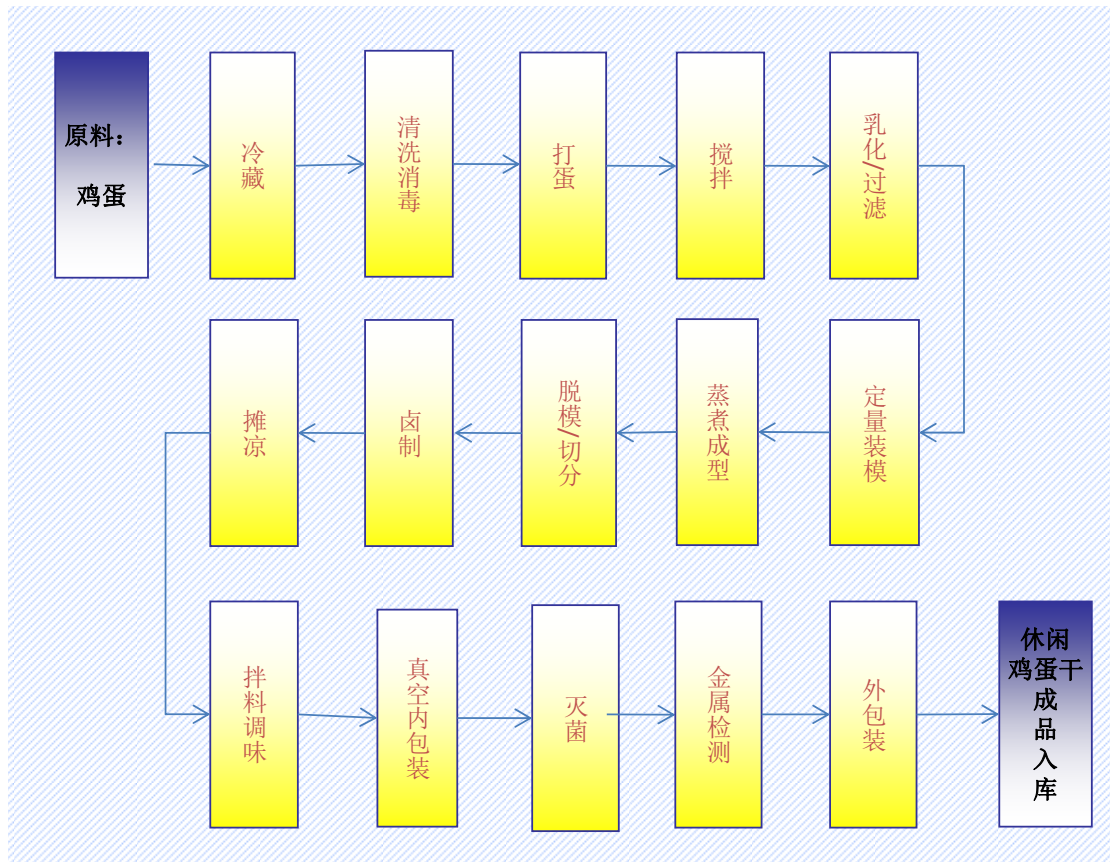 原料：
鸡蛋
冷藏
清洗消毒
打蛋
搅拌
乳化/过滤
定量装模
蒸煮成型
脱模/切分
卤制
摊凉
拌料调味
真空内包装
灭菌
金属检测
外包装
休闲
鸡蛋干
成
品
入
库